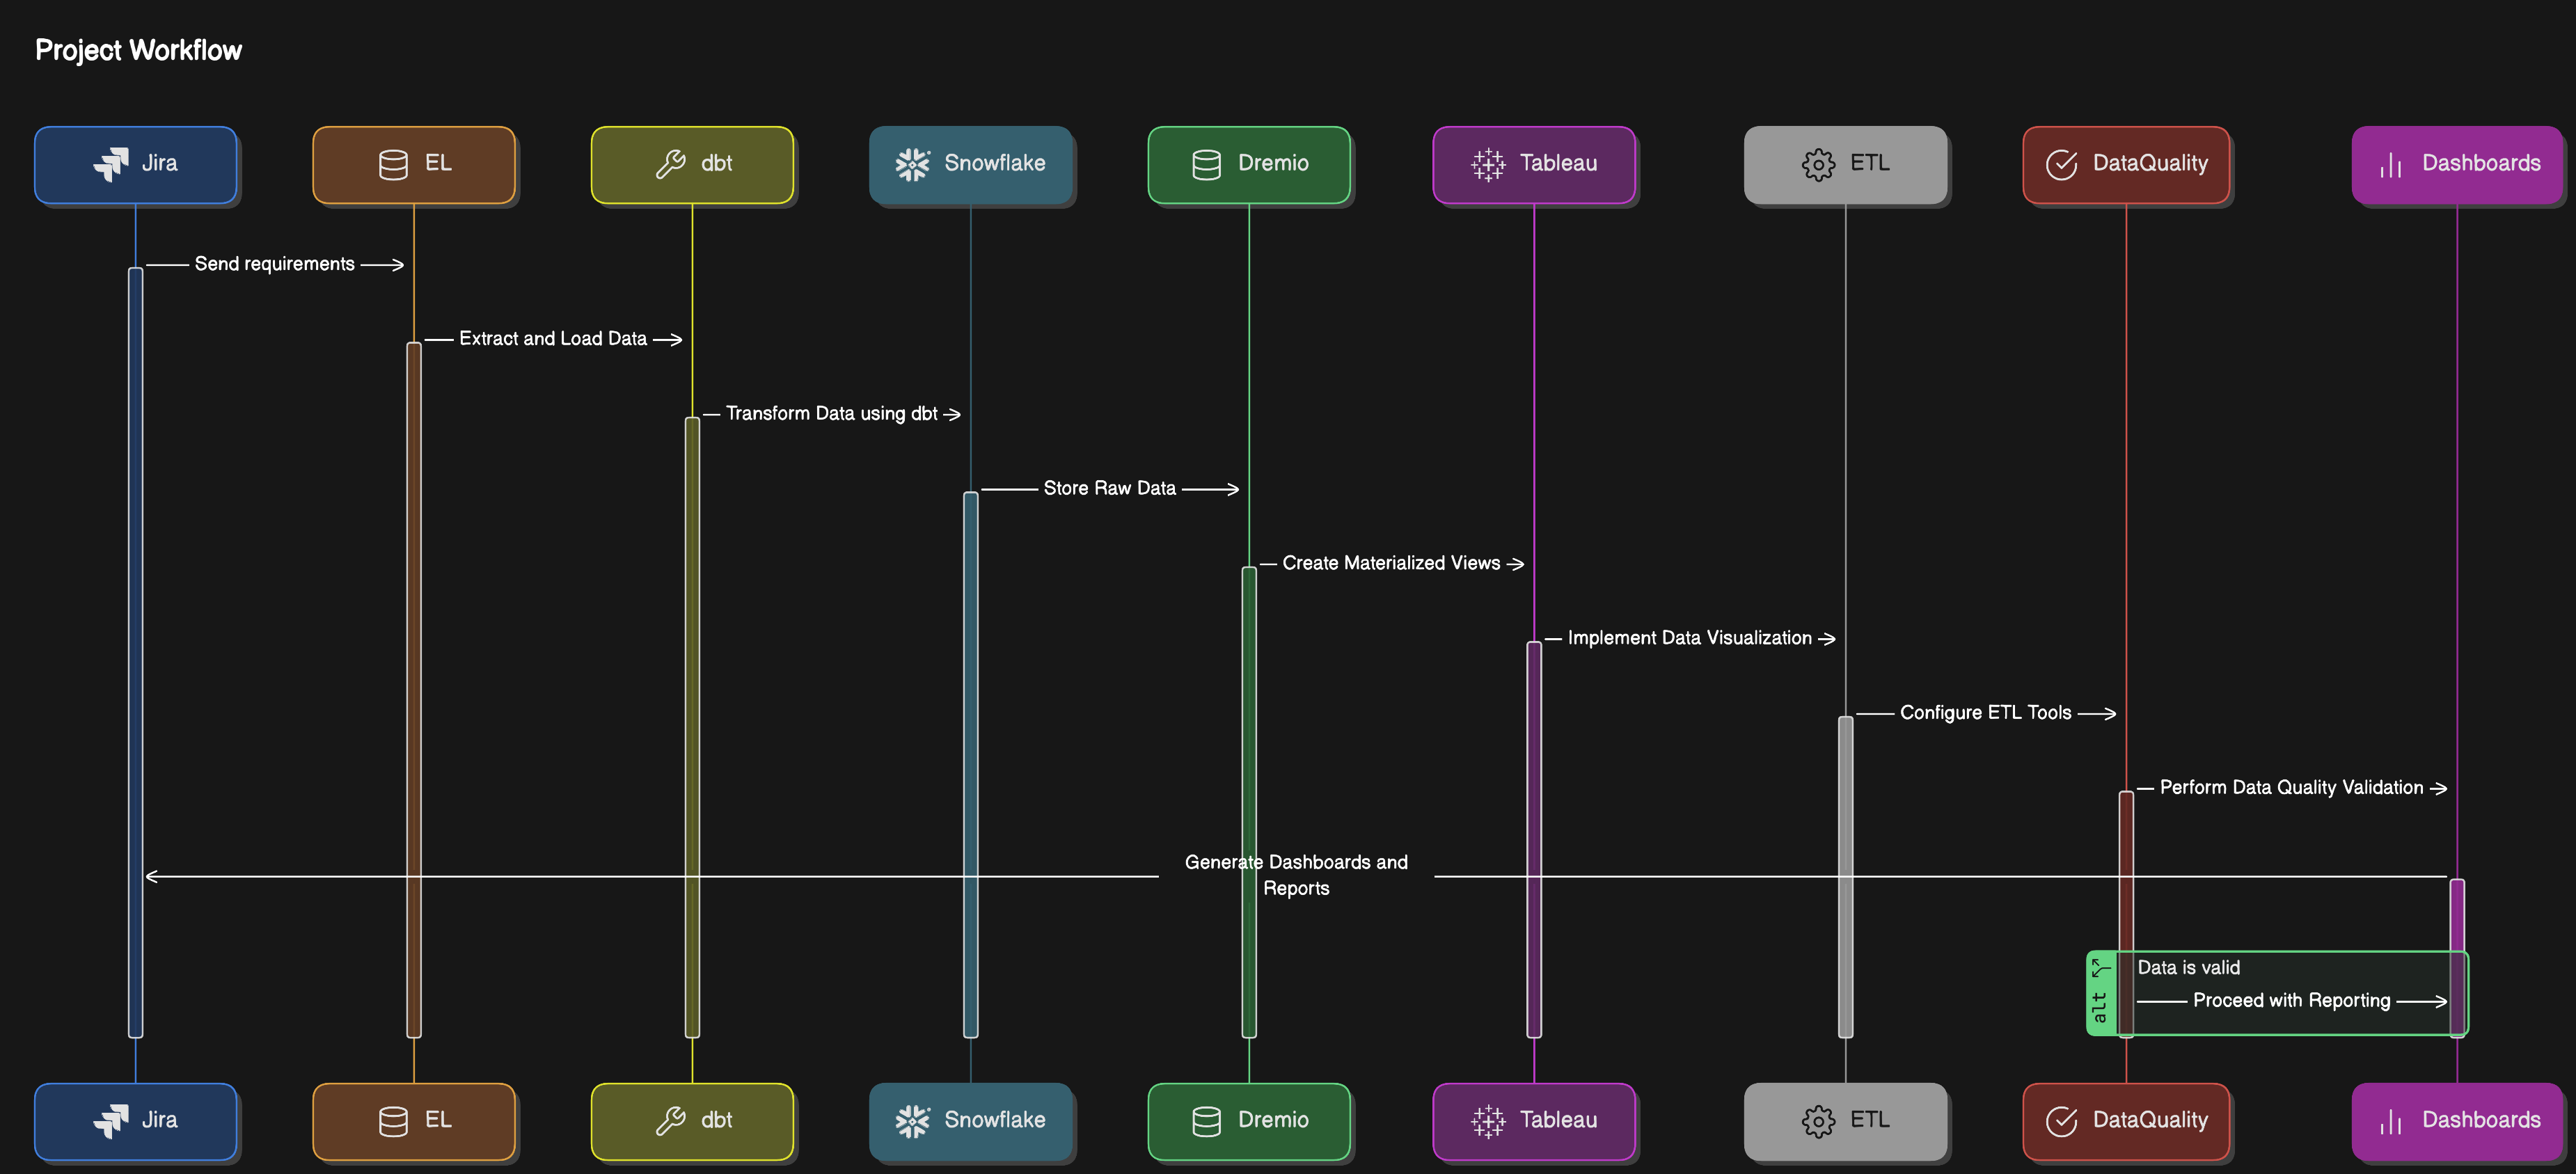 Project Workflow
Jira
EL
dbt
Snowflake
Dremio
Tableau
ETL
DataQuality
Dashboards
Send requirements
Extract and Load Data
Transform Data using dbt
Store Raw Data
Create Materialized Views
Implement Data Visualization
Configure ETL Tools
Perform Data Quality Validation
Generate Dashboards and
Reports
alt
Data is valid
Proceed with Reporting
Jira
EL
dbt
Snowflake
Dremio
Tableau
ETL
DataQuality
Dashboards